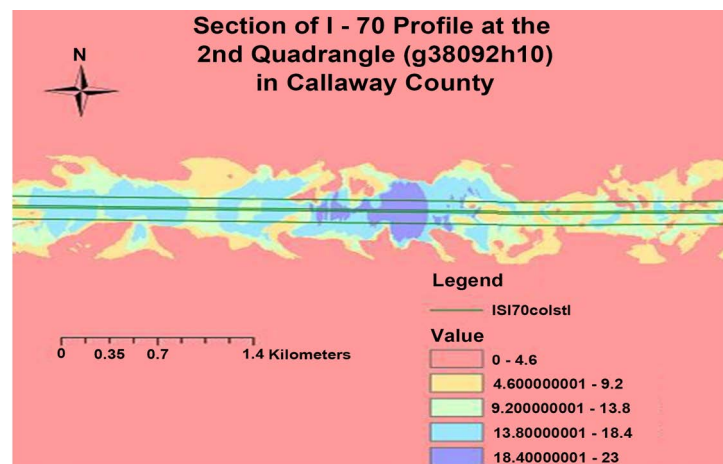 Section of I - 70 Profile at the
2nd Quadrangle (g38092h10)
in Callaway County
N
Legend
ISI70colstl
Value
0 - 4.6
4.600000001 - 9.2
9.200000001 - 13.8
13.80000001 - 18.4
18.40000001 - 23
0 0.35 0.7 1.4 Kilometers